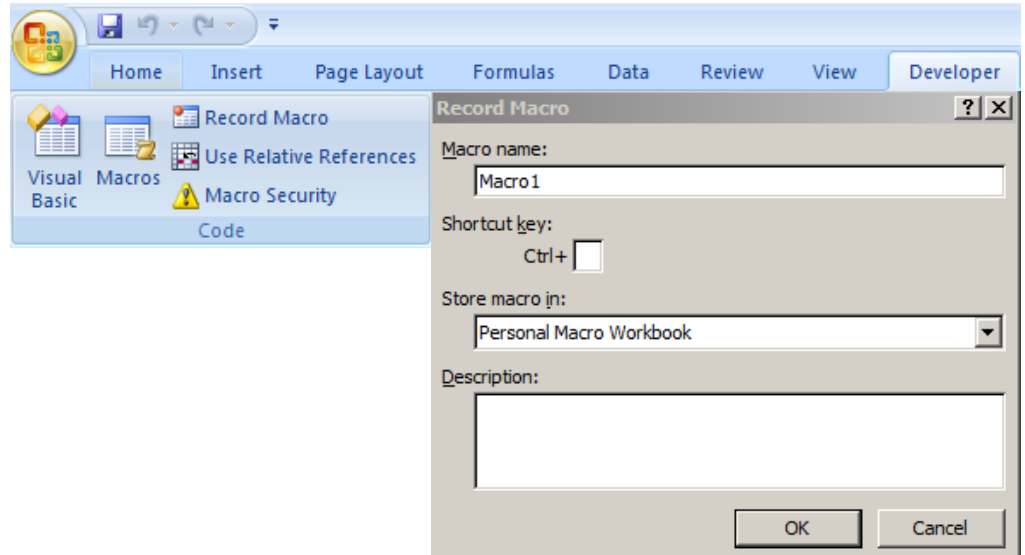 Home Insert Page Layout Formulas Data Review View Developer
Visual Basic
Macros
Record Macro
Use Relative References
Macro Security
Code
Record Macro
Macro name:
Macro1
Shortcut key:
Ctrl+
Store macro in:
Personal Macro Workbook
Description:
OK Cancel